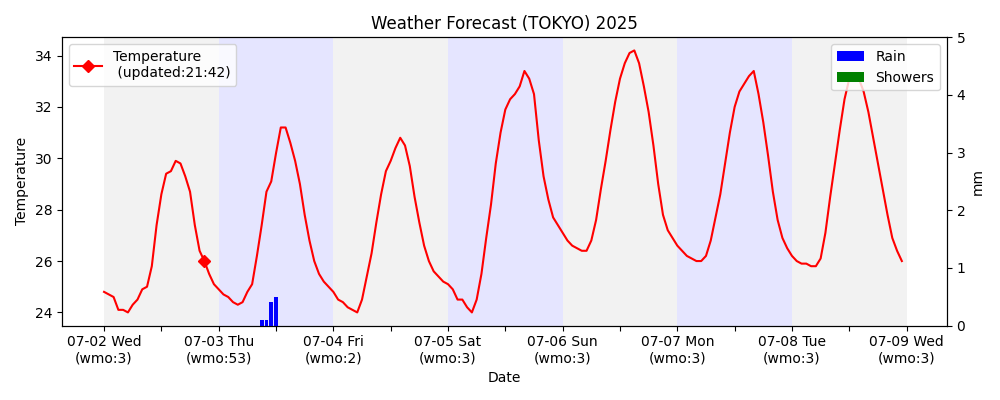 Weather Forecast (TOKYO) 2025
Temperature
(updated:21:42)
Rain
Showers
34
32
30
28
26
24
Temperature
5
4
3
2
1
0
mm
07-02 Wed
(wmo:3)
07-03 Thu
(wmo:53)
07-04 Fri
(wmo:2)
07-05 Sat
(wmo:3)
07-06 Sun
(wmo:3)
07-07 Mon
(wmo:3)
07-08 Tue
(wmo:3)
07-09 Wed
(wmo:3)
Date